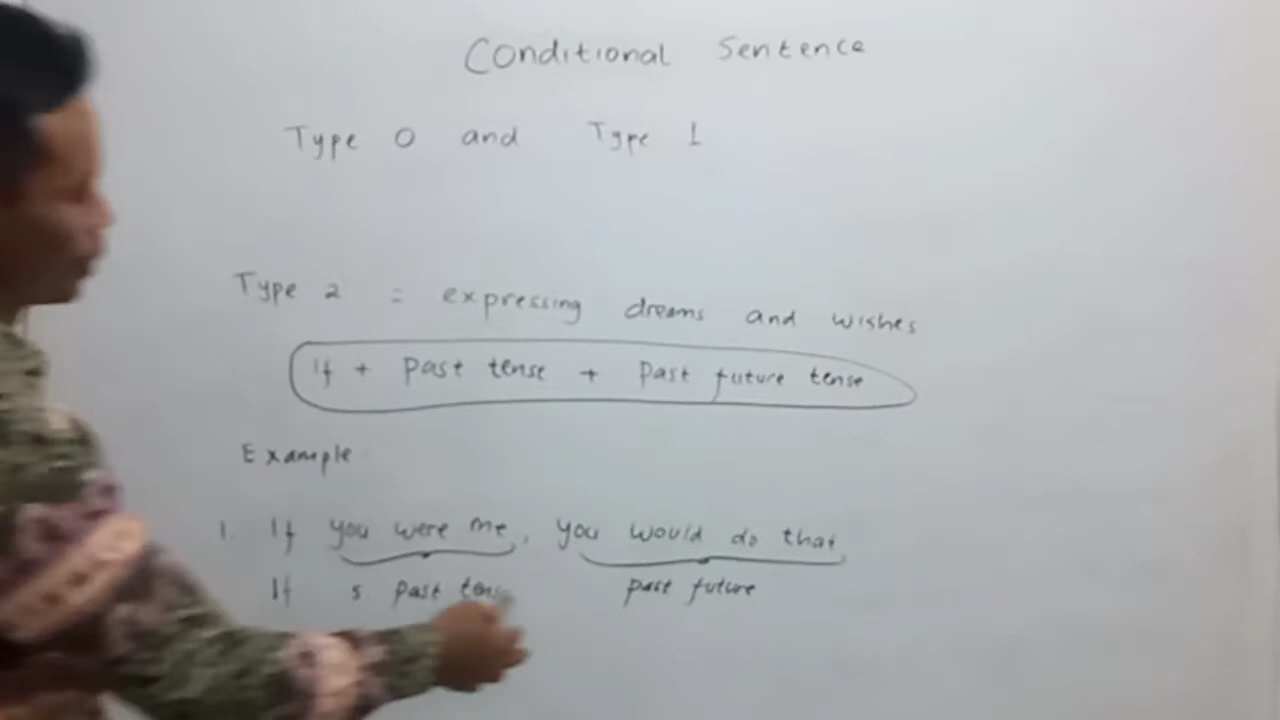 Conditional Sentence
Type 0 and Type 1
Type 2 = expressing dreams and wishes
If + Past tense + Past future tense
Example
1. If you were me, you would do that
If s past tense past future